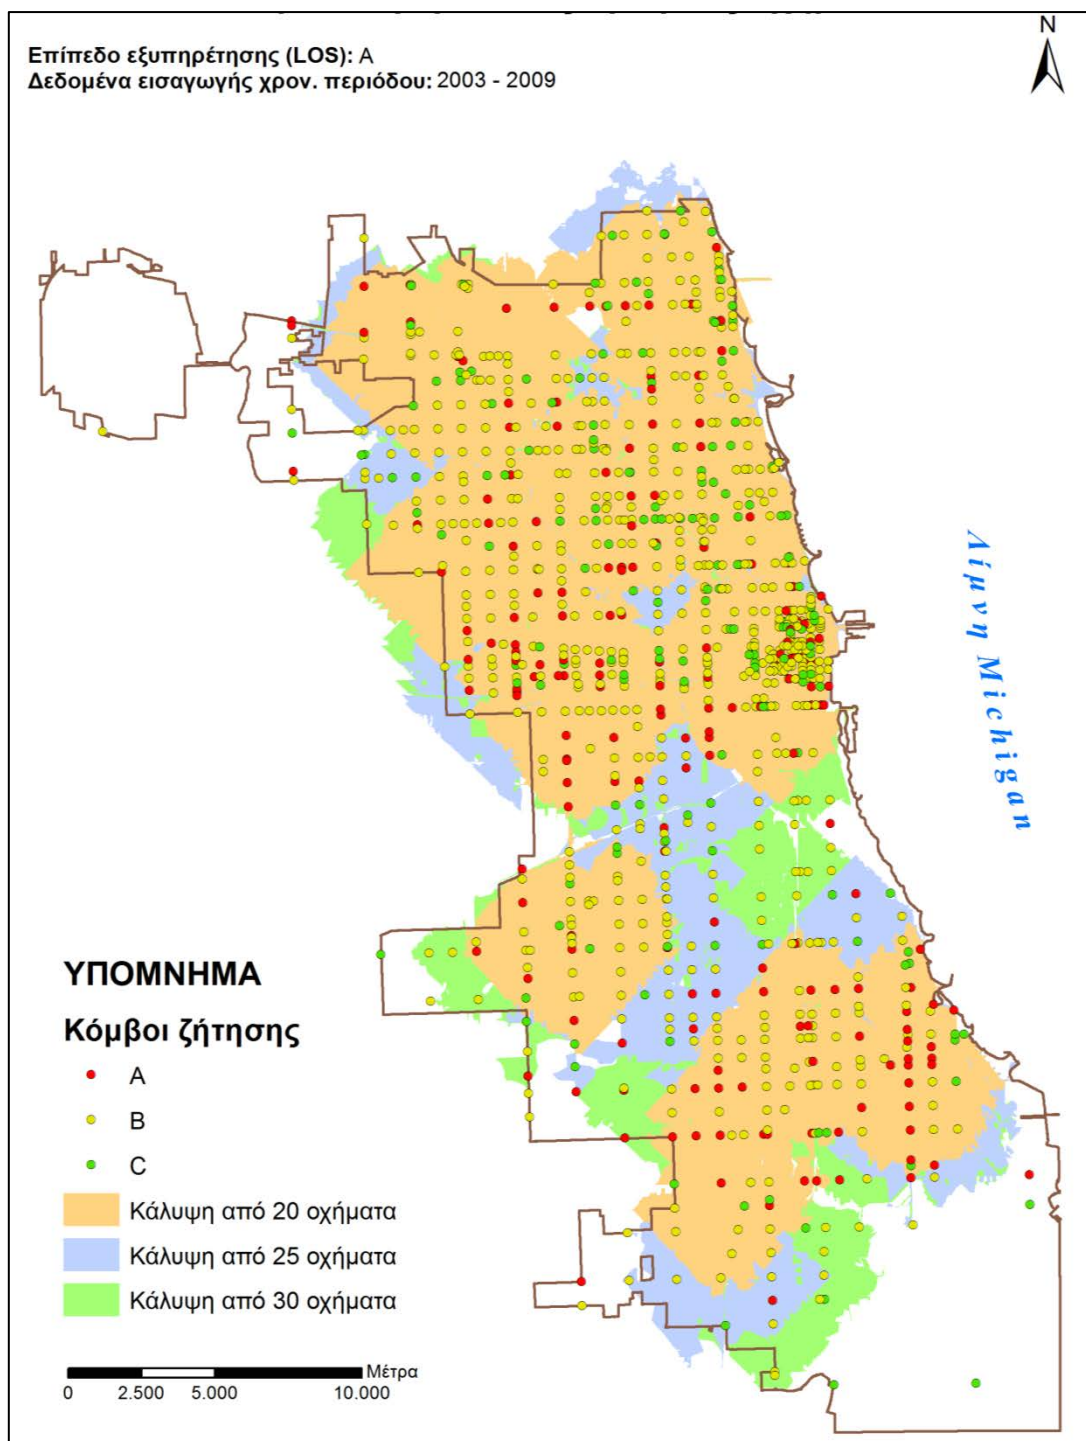 Επίπεδο εξυπηρέτησης (LOS): A
Δεδομένα εισαγωγής χρον. περιόδου: 2003 - 2009
N
Λίμνη Michigan
ΥΠΟΜΝΗΜΑ
Κόμβοι ζήτησης
A
B
C
Κάλυψη από 20 οχήματα
Κάλυψη από 25 οχήματα
Κάλυψη από 30 οχήματα
Μέτρα
0 2.500 5.000 10.000